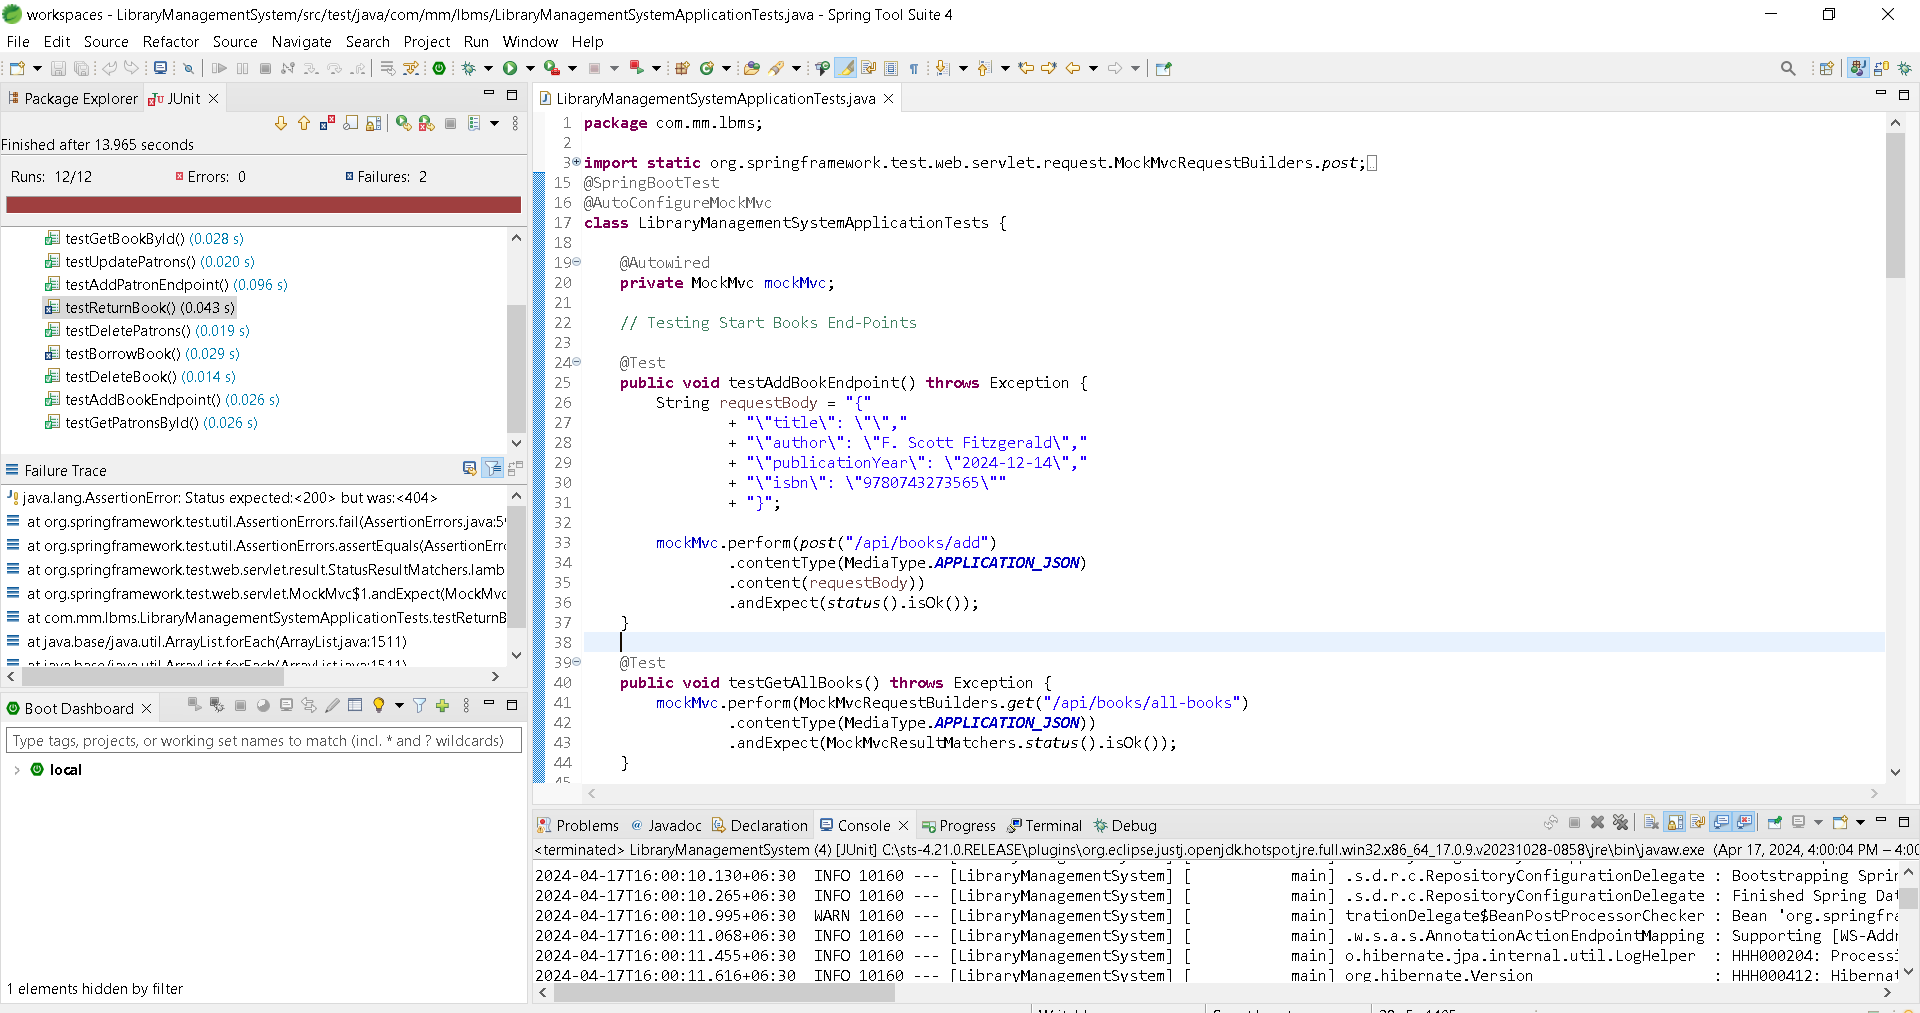 workspaces - LibraryManagementSystem/src/test/java/com/mm/lbms/LibraryManagementSystemApplicationTests.java - Spring Tool Suite 4
File Edit Source Refactor Source Navigate Search Project Run Window Help
Package Explorer JUnit
Finished after 13.965 seconds
Runs: 12/12 Errors: 0 Failures: 2
testGetBookById() (0.028 s)
testUpdatePatrons() (0.020 s)
testAddPatronEndpoint() (0.096 s)
testReturnBook() (0.043 s)
testDeletePatrons() (0.019 s)
testBorrowBook() (0.029 s)
testDeleteBook() (0.014 s)
testAddBookEndpoint() (0.026 s)
testGetPatronsById() (0.026 s)
Failure Trace
java.lang.AssertionError: Status expected:<200> but was:<404>
at org.springframework.test.util.AssertionErrors.fail(AssertionErrors.java:5
at org.springframework.test.util.AssertionErrors.assertEquals(AssertionErr
at org.springframework.test.web.servlet.result.StatusResultMatchers.lamb
at org.springframework.test.web.servlet.MockMvc$1.andExpect(MockMvc
at com.mm.lbms.LibraryManagementSystemApplicationTests.testReturnB
at java.base/java.util.ArrayList.forEach(ArrayList.java:1511)
at java.base/java.util.ArrayList.forEach(ArrayList.java:1511)
Boot Dashboard
Type tags, projects, or working set names to match (incl. * and ? wildcards)
local
1 elements hidden by filter
LibraryManagementSystemApplicationTests.java
1 package com.mm.lbms;
2
3 import static org.springframework.test.web.servlet.request.MockMvcRequestBuilders.post;
15 @SpringBootTest
16 @AutoConfigureMockMvc
17 class LibraryManagementSystemApplicationTests {
18
19 @Autowired
20 private MockMvc mockMvc;
21
22 // Testing Start Books End-Points
23
24 @Test
25 public void testAddBookEndpoint() throws Exception {
26 String requestBody = "{"
27 + "\"title\": \"\","
28 + "\"author\": \"F. Scott Fitzgerald\","
29 + "\"publicationYear\": \"2024-12-14\","
30 + "\"isbn\": \"9780743273565\""
31 + "}";
32
33 mockMvc.perform(post("/api/books/add")
34 .contentType(MediaType.APPLICATION_JSON)
35 .content(requestBody))
36 .andExpect(status().isOk());
37 }
38
39 @Test
40 public void testGetAllBooks() throws Exception {
41 mockMvc.perform(MockMvcRequestBuilders.get("/api/books/all-books")
42 .contentType(MediaType.APPLICATION_JSON))
43 .andExpect(MockMvcResultMatchers.status().isOk());
44 }
45
Problems Javadoc Declaration Console Progress Terminal Debug
<terminated> LibraryManagementSystem (4) [JUnit] C:\sts-4.21.0.RELEASE\plugins\org.eclipse.justj.openjdk.hotspot.jre.full.win32.x86_64_17.0.9.v20231028-0858\jre\bin\javaw.exe (Apr 17, 2024, 4:00:04 PM – 4:00
2024-04-17T16:00:10.130+06:30 INFO 10160 --- [LibraryManagementSystem] [ main] .s.d.r.c.RepositoryConfigurationDelegate : Bootstrapping Sprin
2024-04-17T16:00:10.265+06:30 INFO 10160 --- [LibraryManagementSystem] [ main] .s.d.r.c.RepositoryConfigurationDelegate : Finished Spring Dat
2024-04-17T16:00:10.995+06:30 WARN 10160 --- [LibraryManagementSystem] [ main] trationDelegate$BeanPostProcessorChecker : Bean 'org.springfra
2024-04-17T16:00:11.068+06:30 INFO 10160 --- [LibraryManagementSystem] [ main] .w.s.a.s.AnnotationActionEndpointMapping : Supporting [WS-Addr
2024-04-17T16:00:11.455+06:30 INFO 10160 --- [LibraryManagementSystem] [ main] o.hibernate.jpa.internal.util.LogHelper : HHH000204: Processi
2024-04-17T16:00:11.616+06:30 INFO 10160 --- [LibraryManagementSystem] [ main] org.hibernate.Version : HHH000412: Hibernat